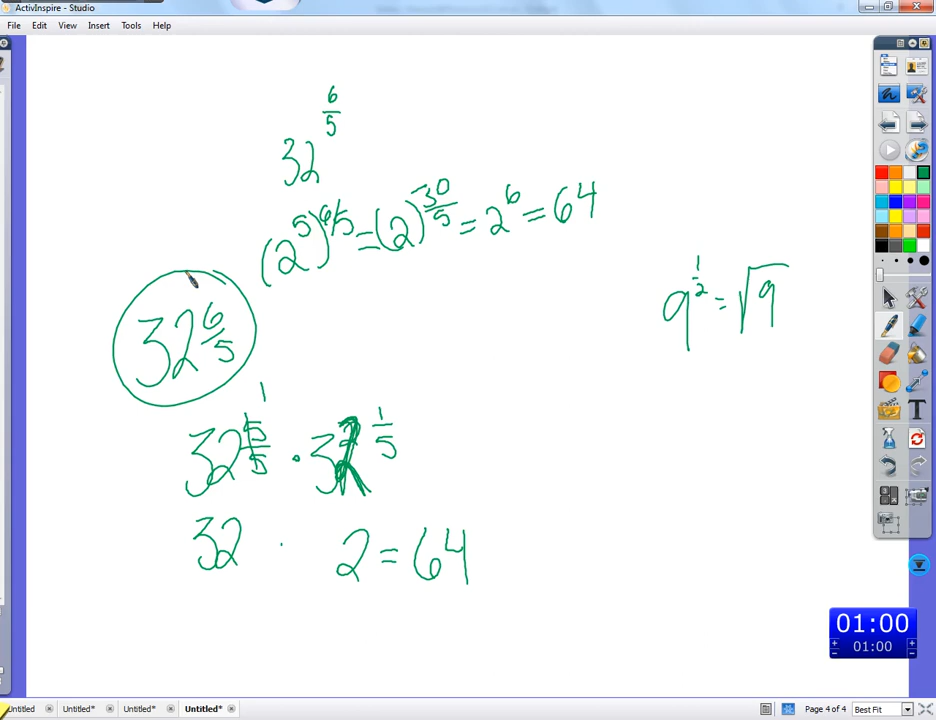 ActivInspire - Studio
File Edit View Insert Tools Help
32^(6/5)
(2^5)^(6/5) = (2)^(30/5) = 2^6 = 64
9^(1/2) = √9
32^(6/5)
1
32^(5/5) · 32^(1/5)
32 · 2 = 64
01:00
01:00
Untitled Untitled* Untitled* Untitled* Page 4 of 4 Best Fit